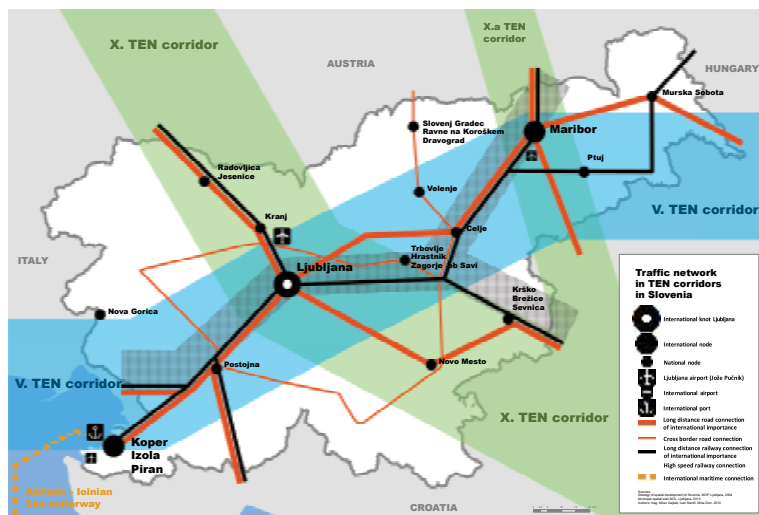 X. TEN corridor
X.a TEN
corridor
AUSTRIA
HUNGARY
Murska Sobota
Slovenj Gradec
Ravne na Koroškem
Dravograd
Maribor
Ptuj
Radovljica
Jesenice
Velenje
V. TEN corridor
Kranj
Celje
ITALY
Trbovlje
Hrastnik
Zagorje ob Savi
Ljubljana
Krško
Brežice
Sevnica
Nova Gorica
Postojna
Novo Mesto
V. TEN corridor
X. TEN corridor
Koper
Izola
Piran
Adriatic - Ioinian
Sea moterway
CROATIA
Traffic network
in TEN corridors
in Slovenia
International knot Ljubljana
International node
National node
Ljubljana airport (Jože Pučnik)
International airport
International port
Long distance road connection
of international importance
Cross border road connection
Long distance railway connection
of international importance
High speed railway connection
International maritime connection